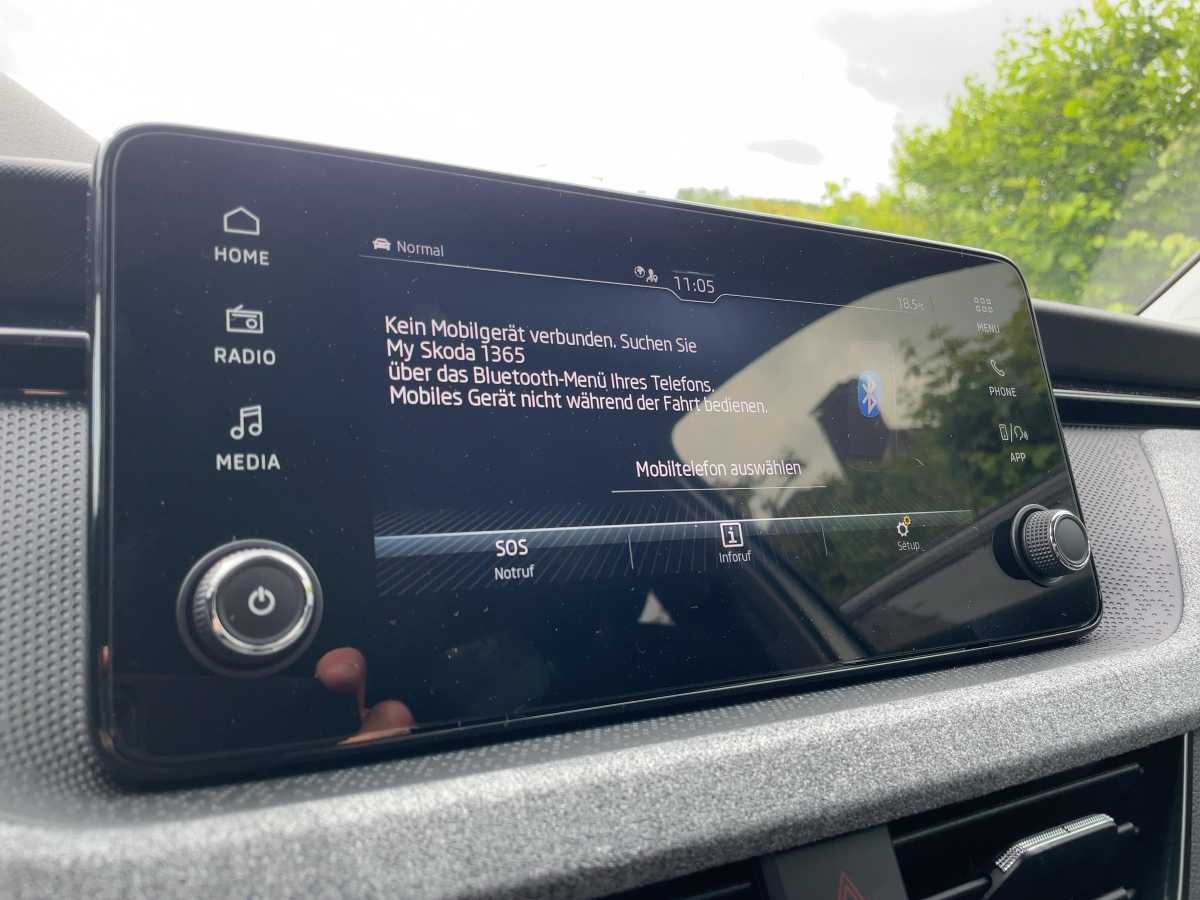 HOME
RADIO
MEDIA
Normal
11:05
18.5°C
Kein Mobilgerät verbunden. Suchen Sie
My Skoda 1365
über das Bluetooth-Menü Ihres Telefons.
Mobiles Gerät nicht während der Fahrt bedienen.
Mobiltelefon auswählen
SOS
Notruf
i
Inforuf
Setup
MENU
PHONE
APP